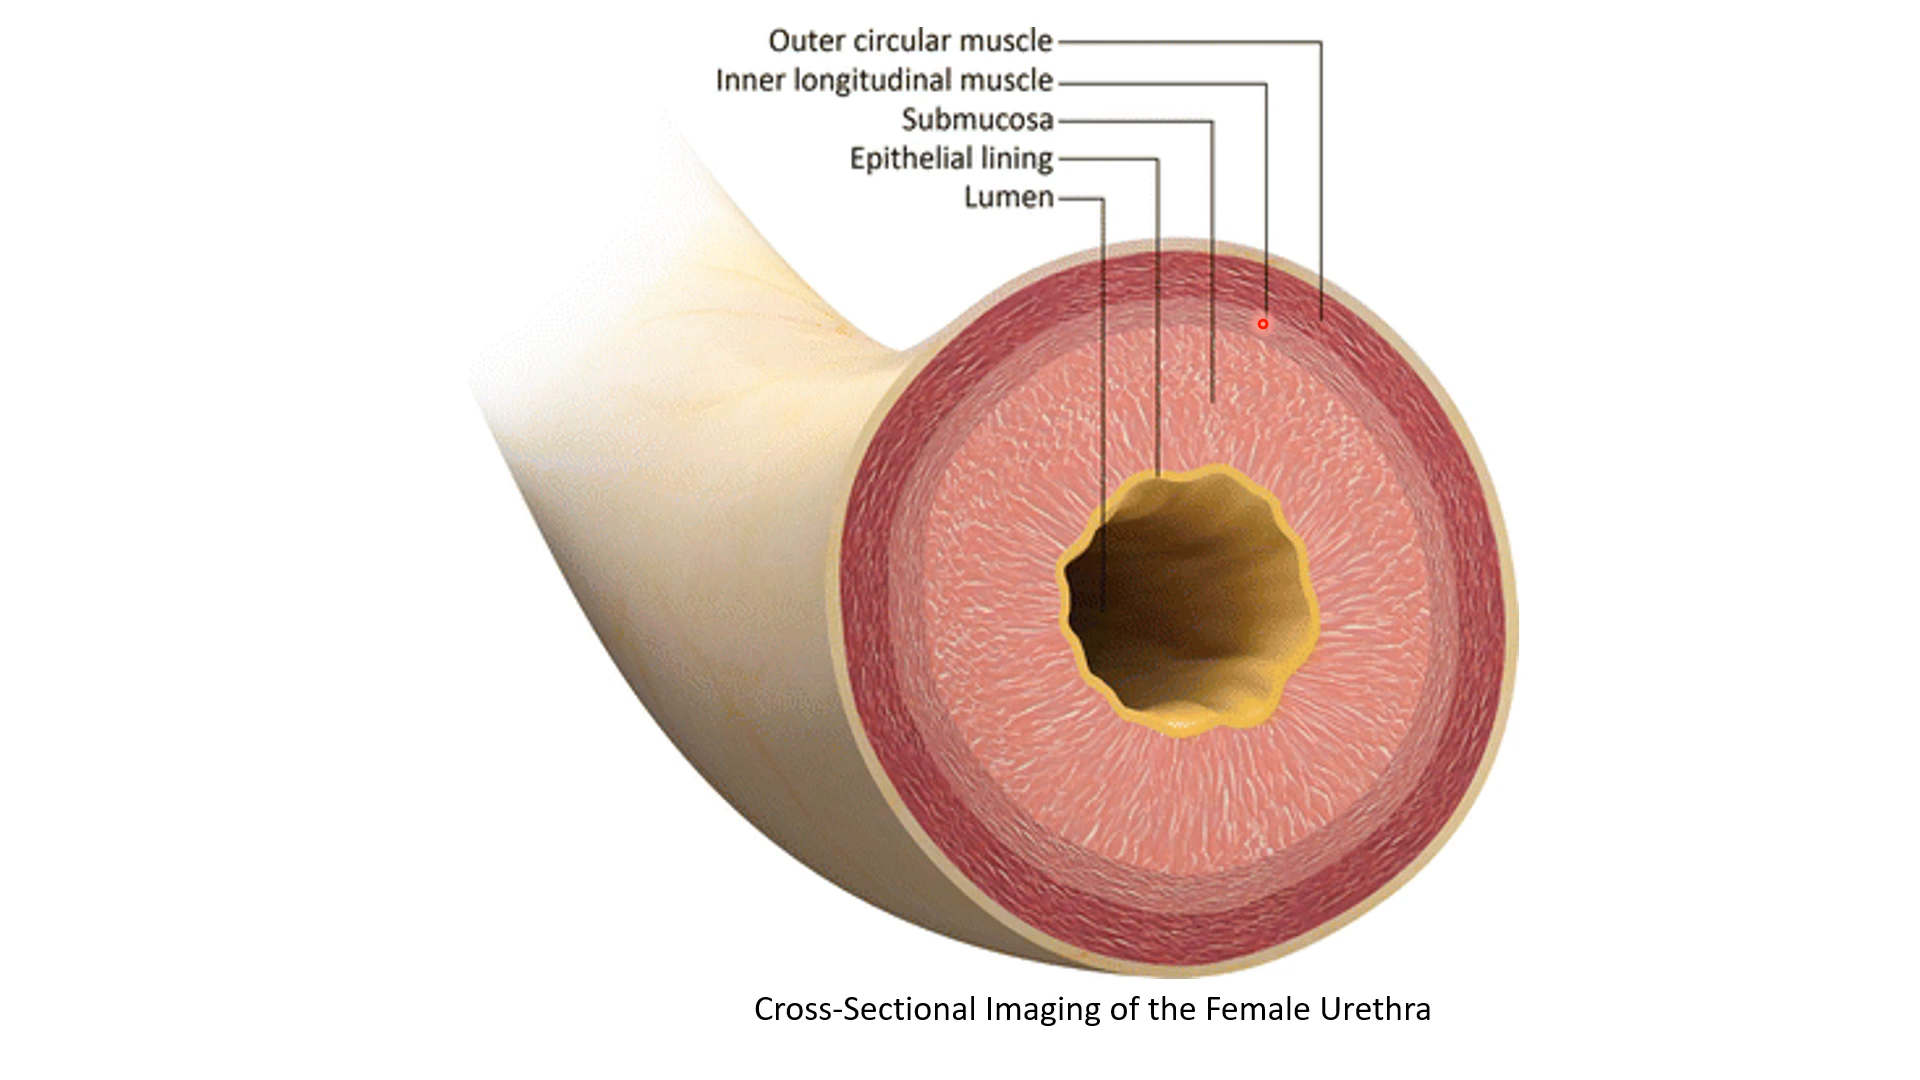 Outer circular muscle
Inner longitudinal muscle
Submucosa
Epithelial lining
Lumen
Cross-Sectional Imaging of the Female Urethra